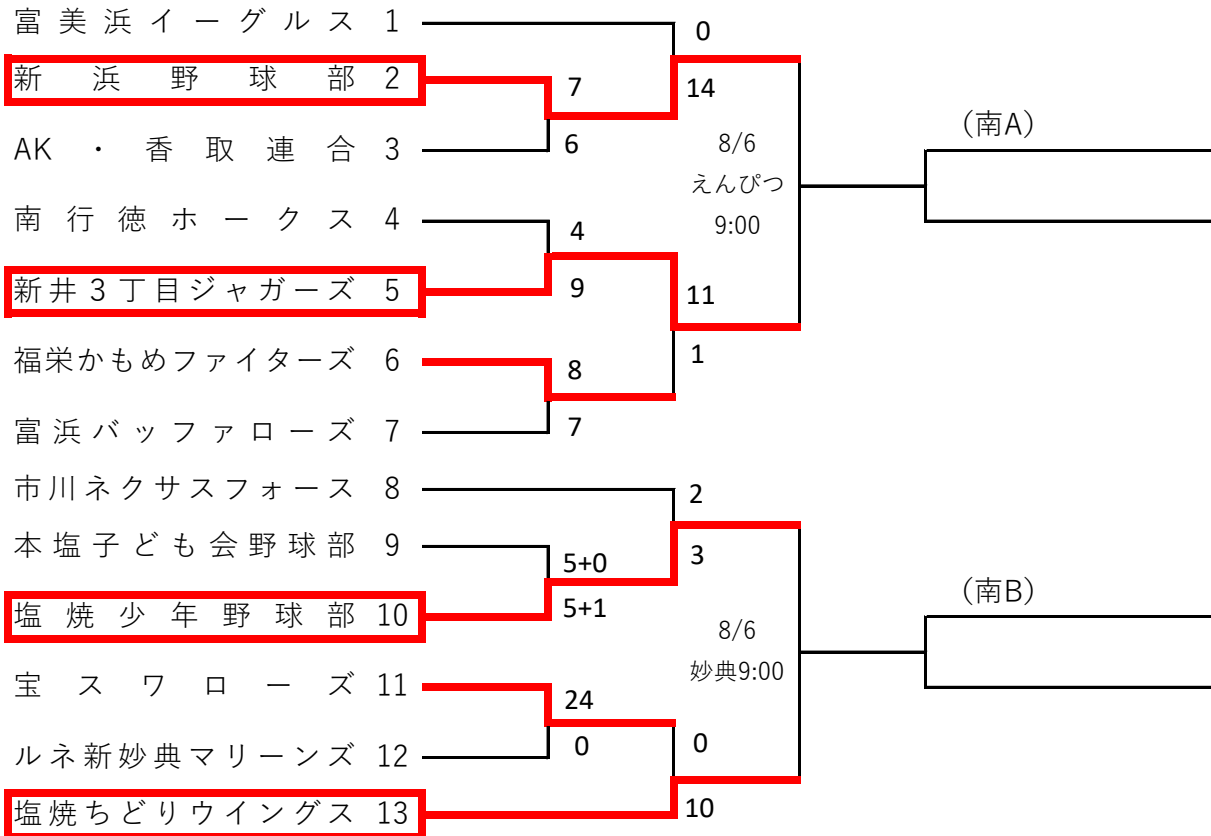 富美浜イーグルス 1
0
新浜野球部 2
7
14
AK・香取連合 3
6
8/6
えんぴつ
9:00
(南A)
南行徳ホークス 4
4
新井３丁目ジャガーズ 5
9
11
福栄かもめファイターズ 6
8
1
富浜バッファローズ 7
7
市川ネクサスフォース 8
2
本塩子ども会野球部 9
5+0
3
塩焼少年野球部 10
5+1
8/6
妙典9:00
(南B)
宝スワローズ 11
24
ルネ新妙典マリーンズ 12
0
0
塩焼ちどりウイングス 13
10